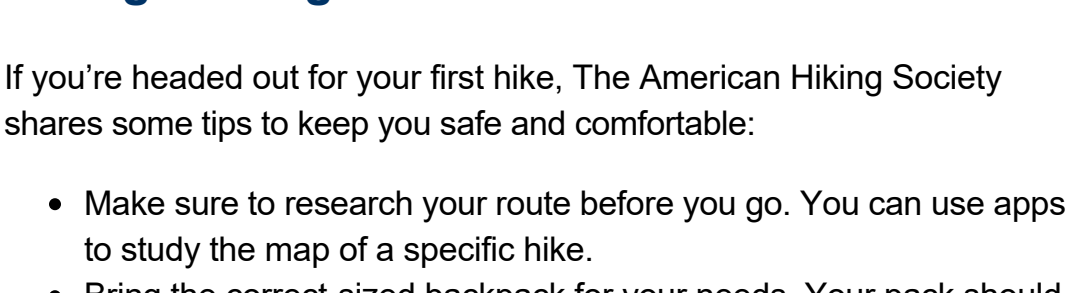 If you’re headed out for your first hike, The American Hiking Society
shares some tips to keep you safe and comfortable:
• Make sure to research your route before you go. You can use apps
to study the map of a specific hike.
• Bring the correct-sized backpack for your needs. Your pack should